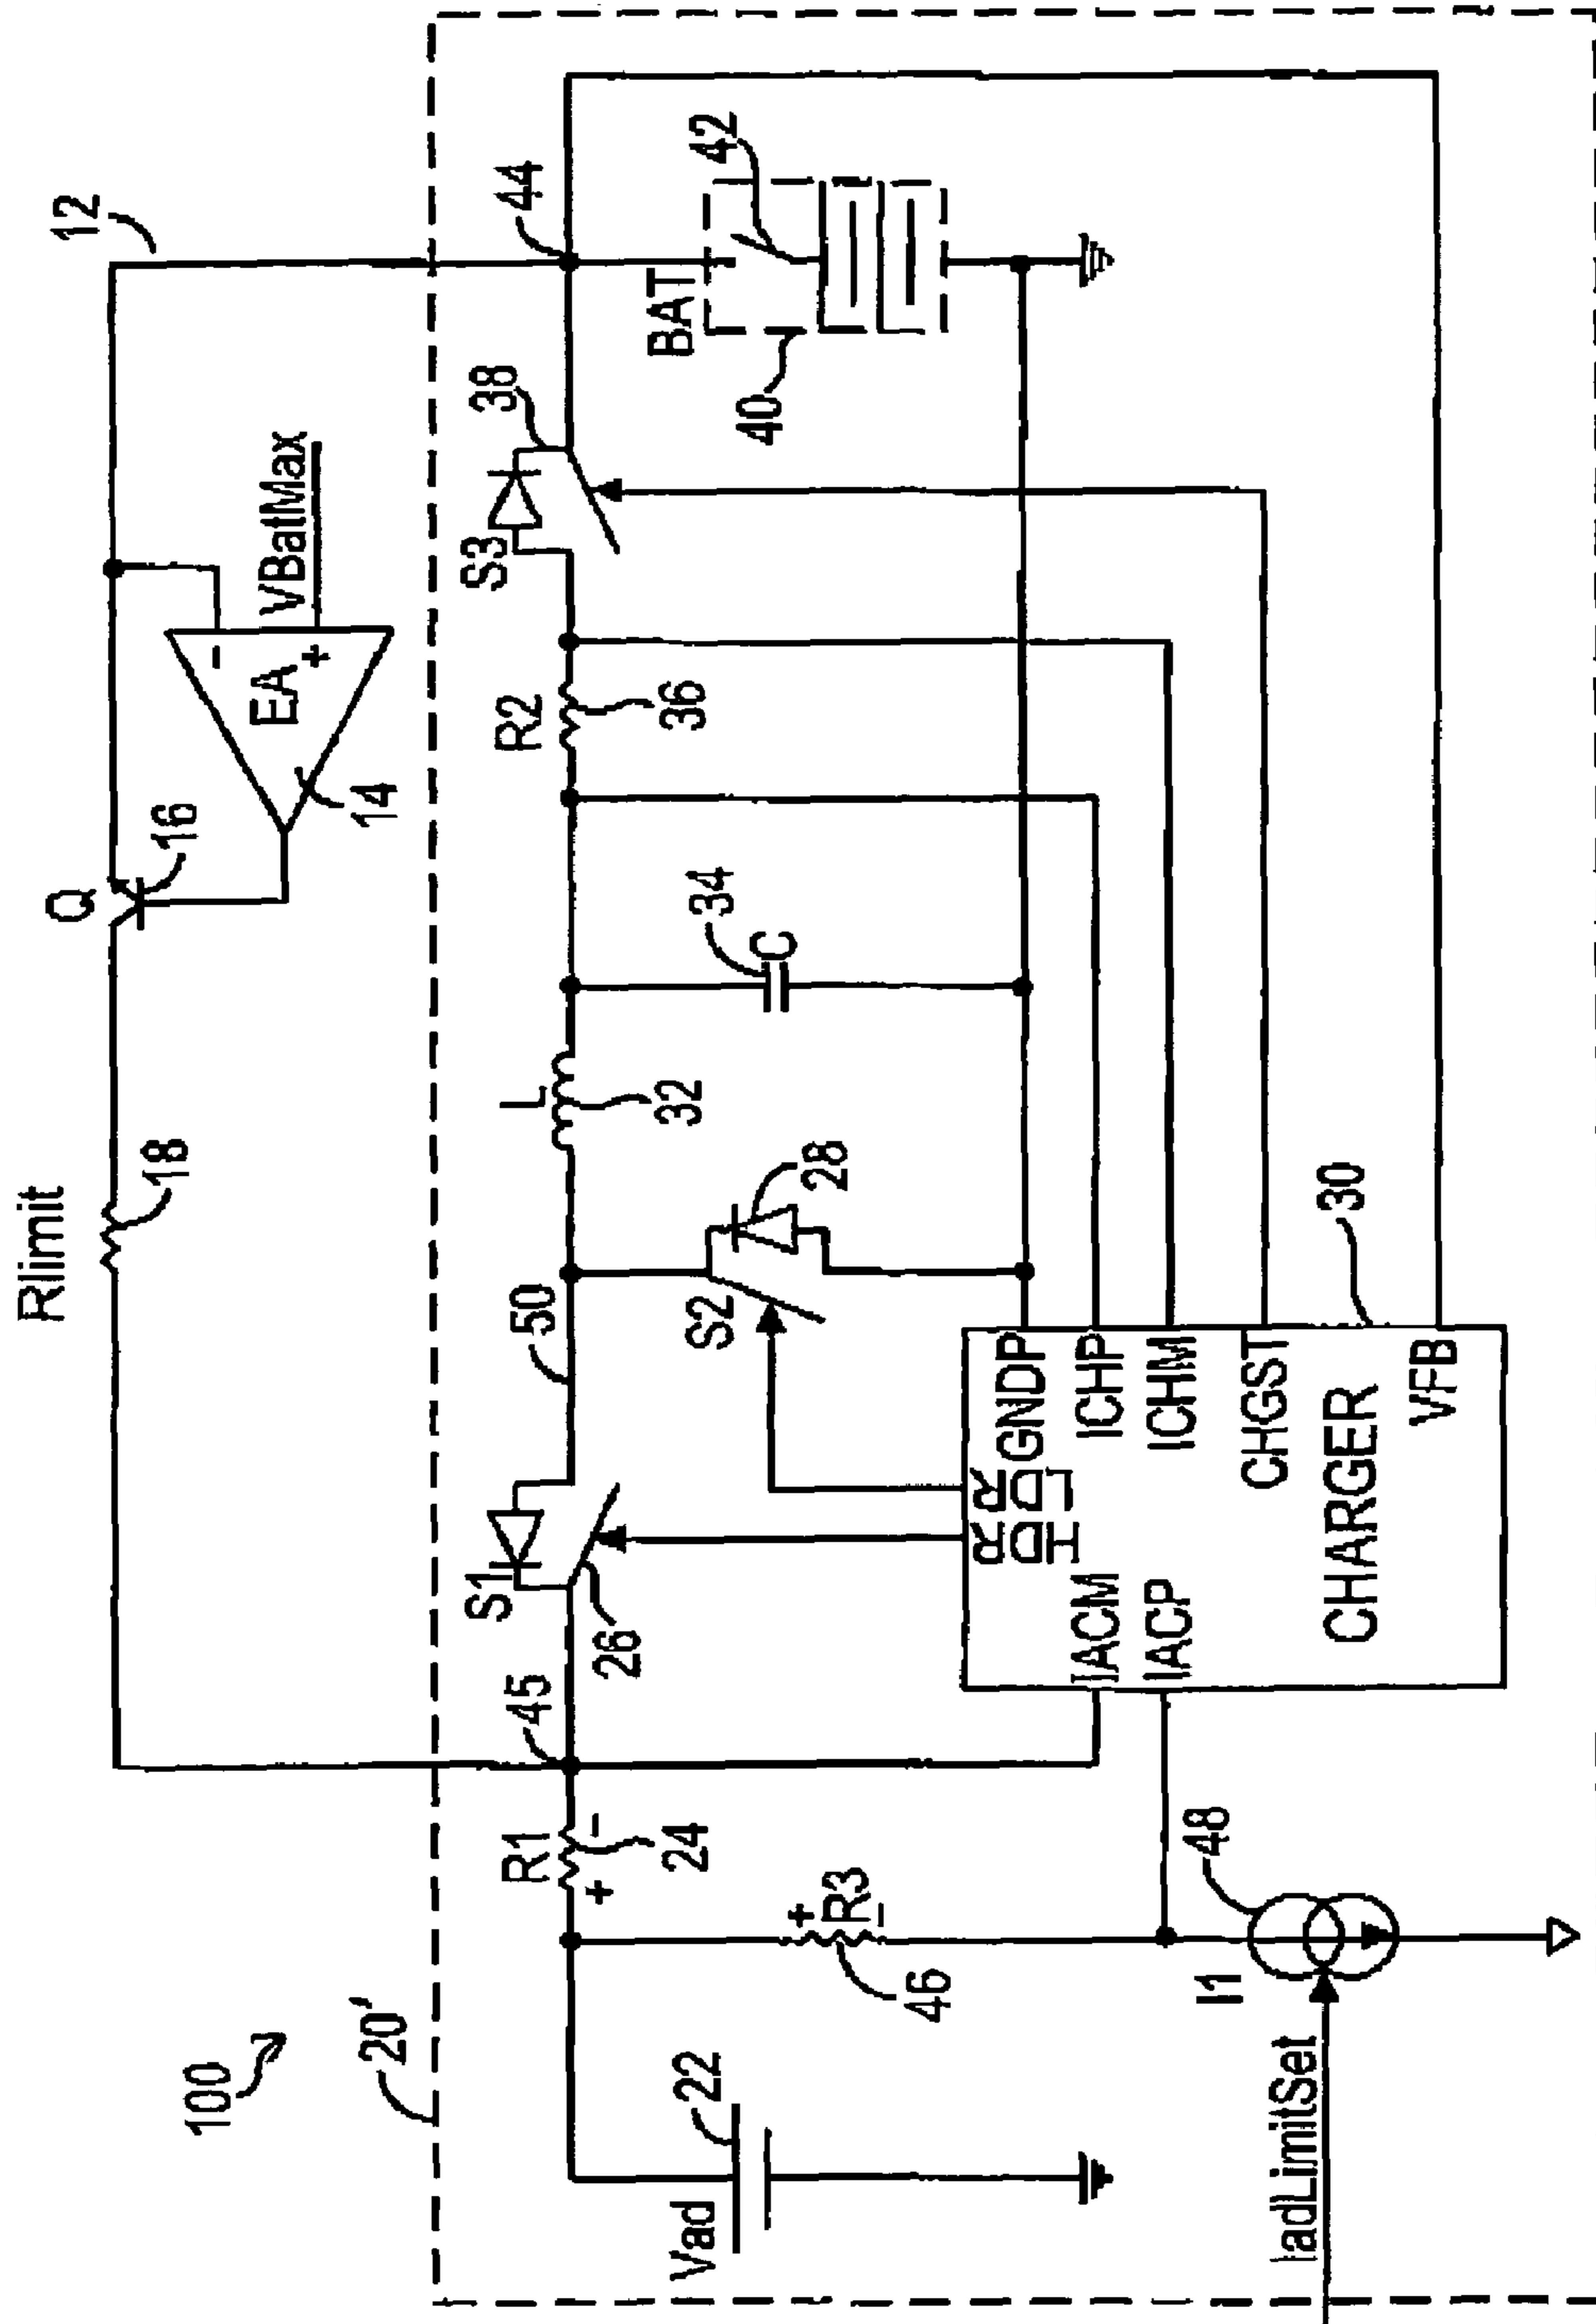 Rlimit
18
Q
16
12
EA
-
+
VBatMax
14
100
20'
R1
24
+
-
45
S1
26
50
L
32
R2
36
S3
38
44
Vad
22
+
R3
-
46
S2
28
34
C
BAT
40
42
HDR
LDR
GNDP
ICHP
ICHM
CHGST
VFB
IACM
IACP
CHARGER
30
48
I1
IadLimitSet